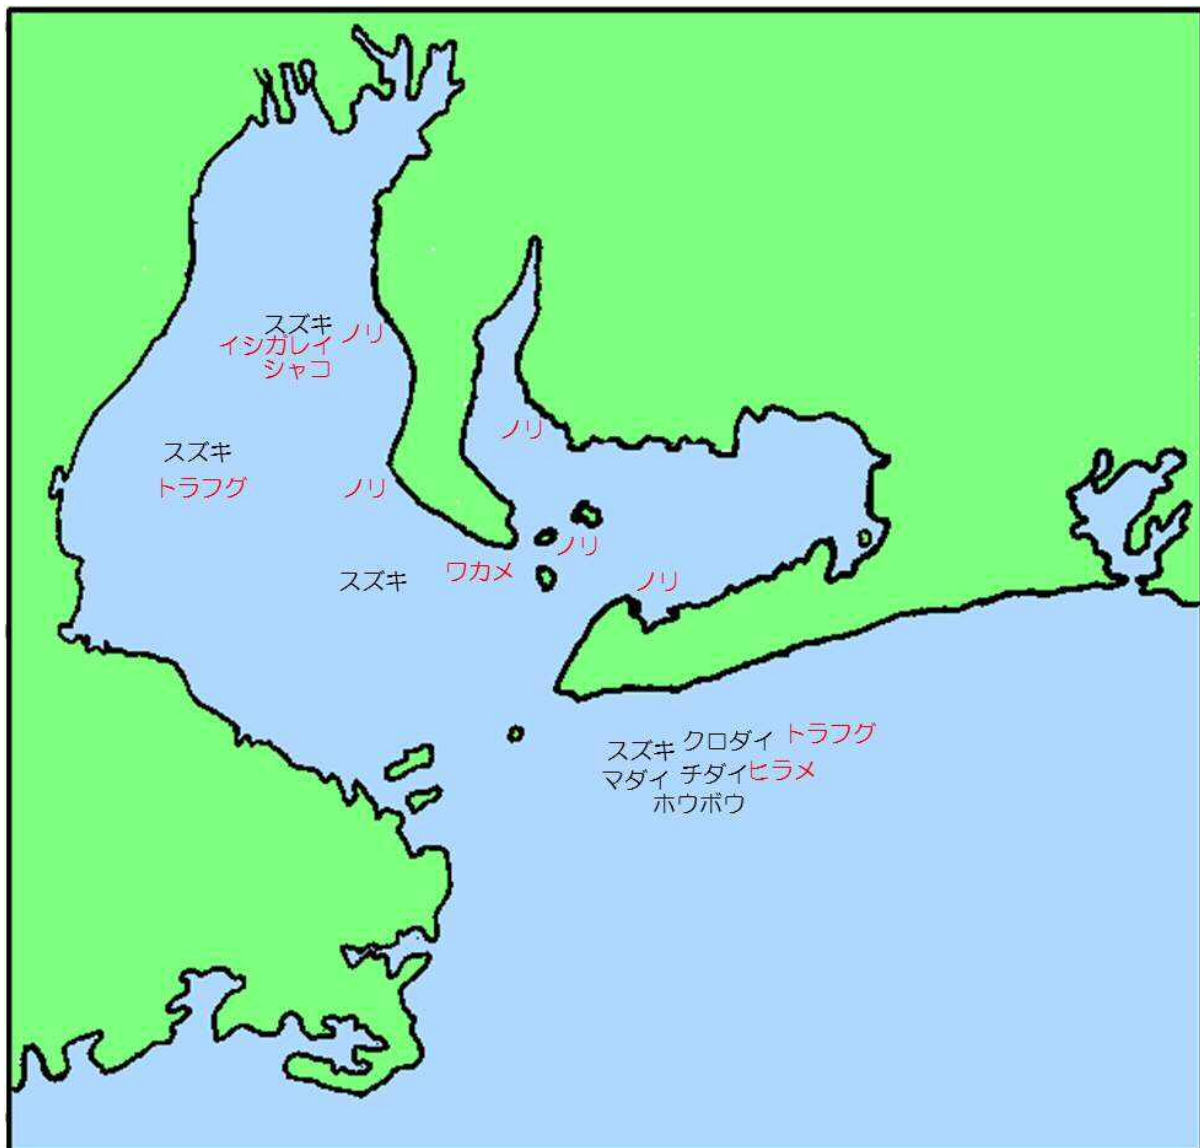 スズキ ノリ
イシガレイ
シャコ
ノリ
スズキ
トラフグ ノリ
ノリ
ワカメ
スズキ ノリ
スズキ クロダイ トラフグ
マダイ チダイ ヒラメ
ホウボウ